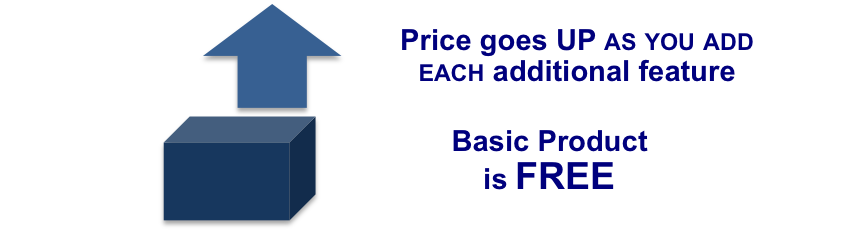 Price goes UP AS YOU ADD
EACH additional feature
Basic Product
is FREE